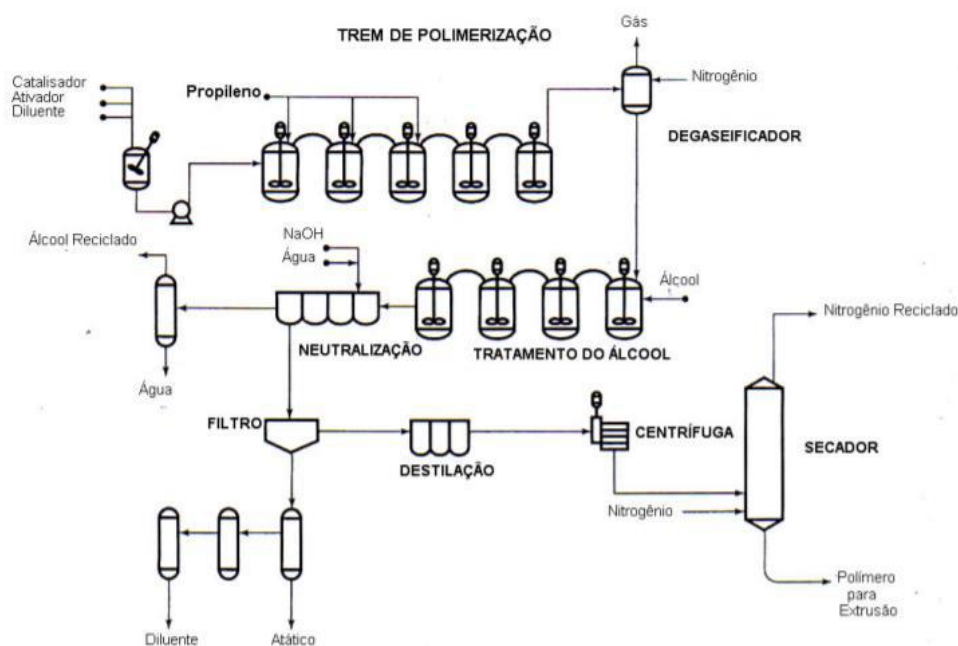 TREM DE POLIMERIZAÇÃO
Gás
Nitrogênio
Catalisador
Ativador
Diluente
Propileno
DEGASEIFICADOR
NaOH
Água
Álcool Reciclado
Álcool
NEUTRALIZAÇÃO
TRATAMENTO DO ÁLCOOL
Nitrogênio Reciclado
Água
FILTRO
CENTRÍFUGA
DESTILAÇÃO
SECADOR
Nitrogênio
Polímero
para
Extrusão
Diluente
Atático